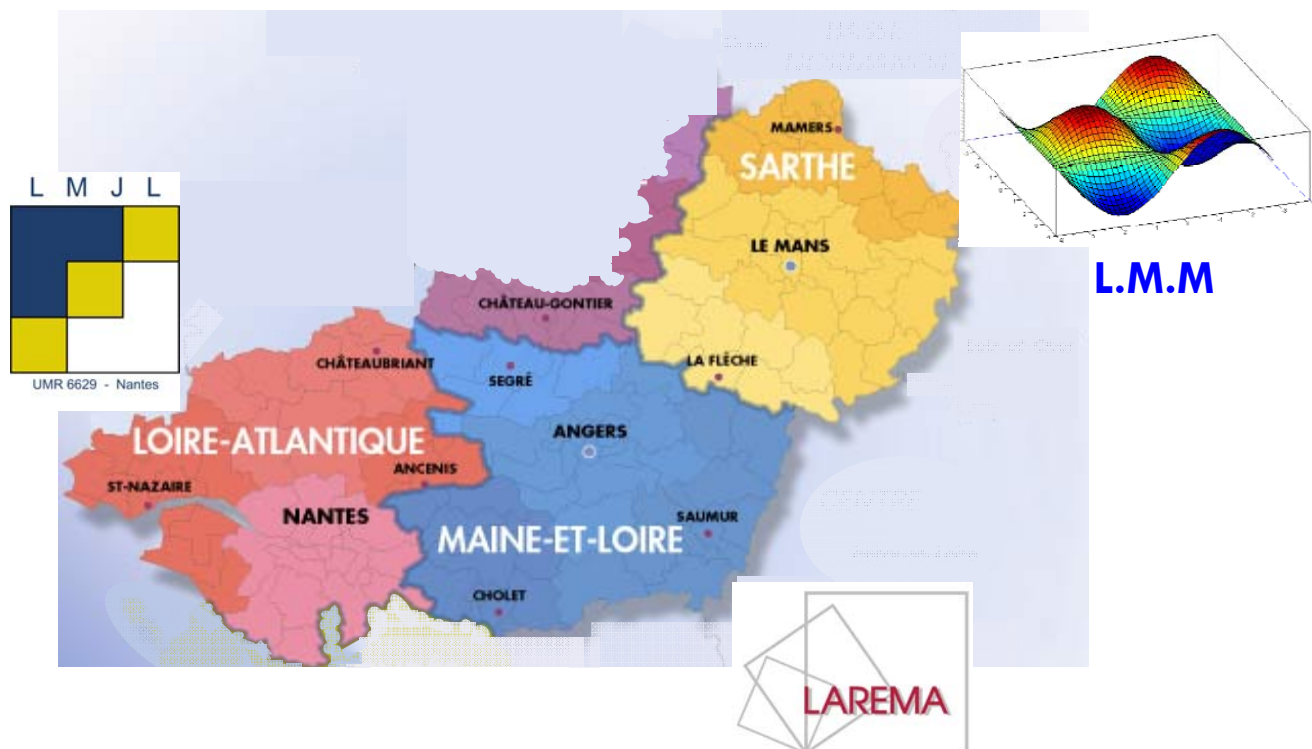 MAMERS
SARTHE
L M J L
LE MANS
L.M.M
CHÂTEAU-GONTIER
CHÂTEAUBRIANT
LA FLÉCHE
SEGRÉ
UMR 6629 - Nantes
LOIRE-ATLANTIQUE
ANGERS
ANCENIS
ST-NAZAIRE
NANTES
SAUMUR
MAINE-ET-LOIRE
CHOLET
LAREMA